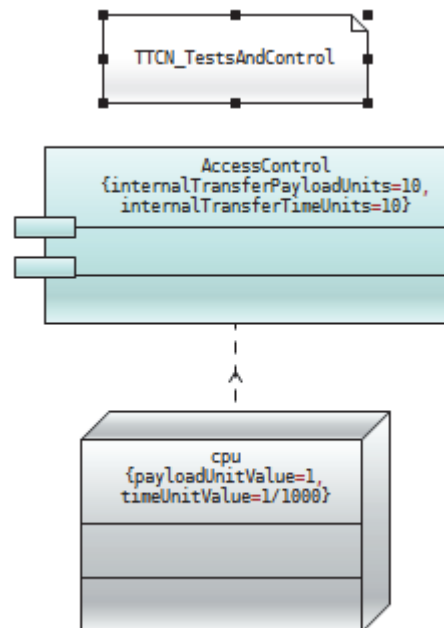 TTCN_TestsAndControl
AccessControl
{internalTransferPayloadUnits=10,
internalTransferTimeUnits=10}
cpu
{payloadUnitValue=1,
timeUnitValue=1/1000}